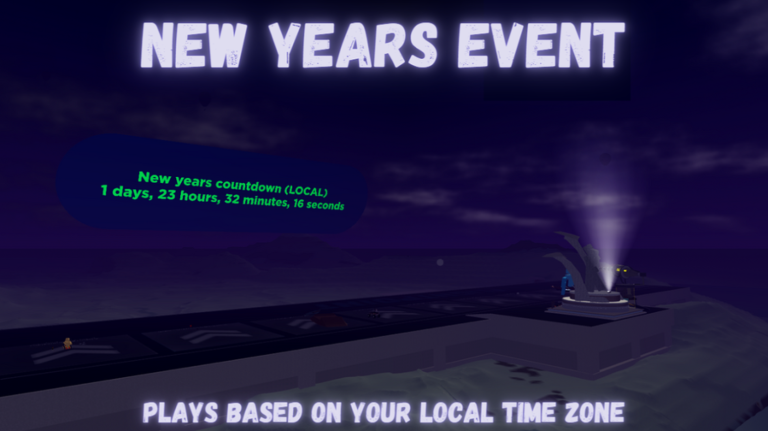 NEW YEARS EVENT
New years countdown (LOCAL)
1 days, 23 hours, 32 minutes, 16 seconds
PLAYS BASED ON YOUR LOCAL TIME ZONE